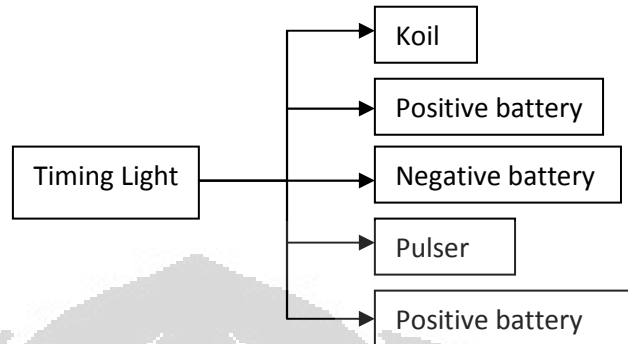 Koil
Positive battery
Timing Light
Negative battery
Pulser
Positive battery